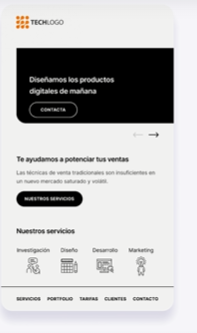 TECHLOGO
Diseñamos los productos
digitales de mañana
CONTACTA
Te ayudamos a potenciar tus ventas
Las técnicas de venta tradicionales son insuficientes en
un nuevo mercado saturado y volátil.
NUESTROS SERVICIOS
Nuestros servicios
Investigación Diseño Desarrollo Marketing
SERVICIOS PORTFOLIO TARIFAS CLIENTES CONTACTO